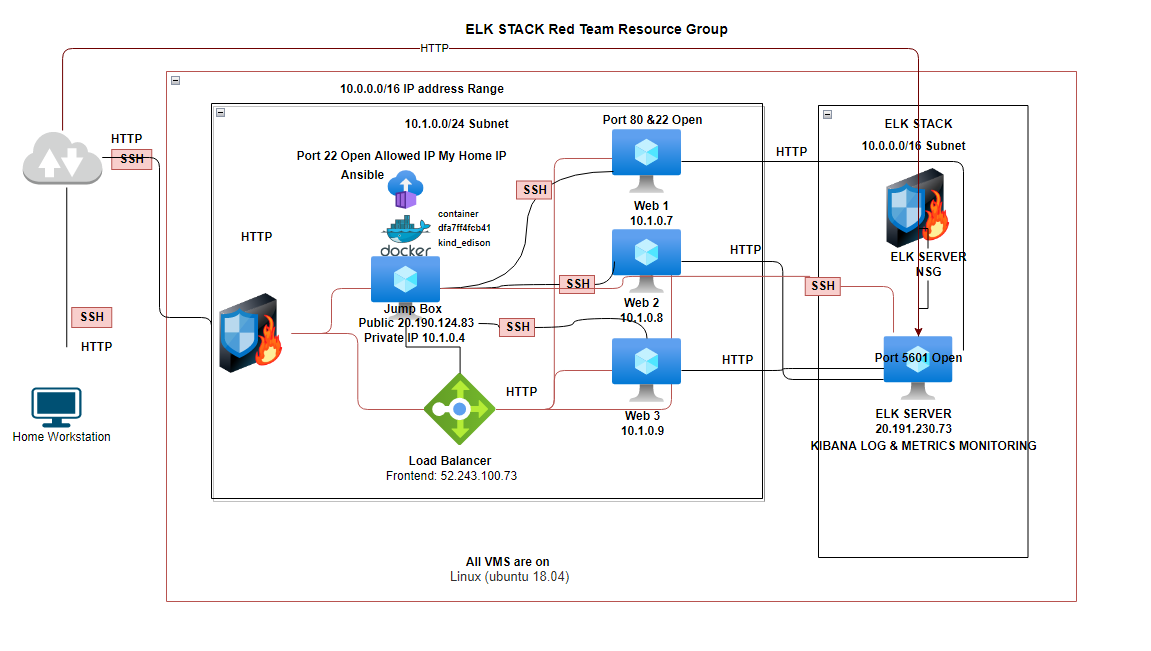 ELK STACK Red Team Resource Group
HTTP
10.0.0.0/16 IP address Range
10.1.0.0/24 Subnet
Port 80 &22 Open
ELK STACK
10.0.0.0/16 Subnet
HTTP
SSH
Port 22 Open Allowed IP My Home IP
Ansible
HTTP
SSH
container
dfa7ff4fcb41
kind_edison
docker
Web 1
10.1.0.7
HTTP
HTTP
ELK SERVER
NSG
SSH
SSH
Web 2
10.1.0.8
Jump Box
Public 20.190.124.83
Private IP 10.1.0.4
SSH
SSH
HTTP
HTTP
Port 5601 Open
HTTP
Web 3
10.1.0.9
ELK SERVER
20.191.230.73
KIBANA LOG & METRICS MONITORING
Home Workstation
Load Balancer
Frontend: 52.243.100.73
All VMS are on
Linux (ubuntu 18.04)